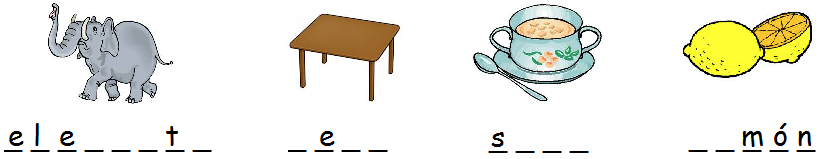 e l e _ _ _ t _ _ e _ _ s _ _ _ _ _ m ó n